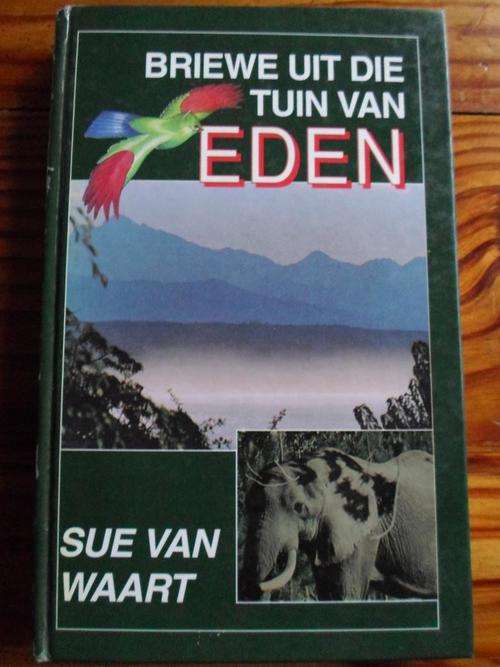 BRIEWE UIT DIE
TUIN VAN
EDEN
SUE VAN
WAART